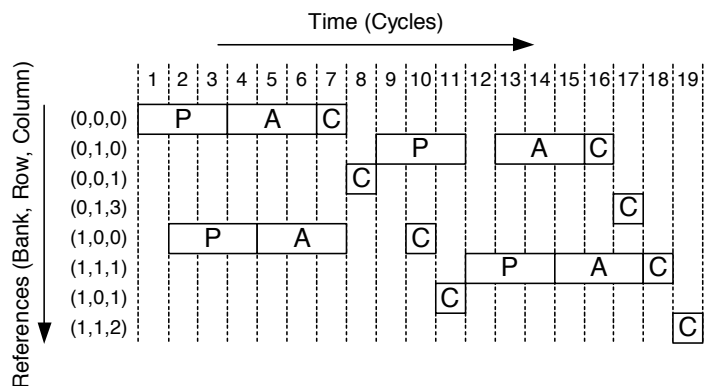 Time (Cycles)
1 2 3 4 5 6 7 8 9 10 11 12 13 14 15 16 17 18 19
References (Bank, Row, Column)
(0,0,0) P A C
(0,1,0) P A C
(0,0,1) C
(0,1,3) C
(1,0,0) P A C
(1,1,1) P A C
(1,0,1) C
(1,1,2) C